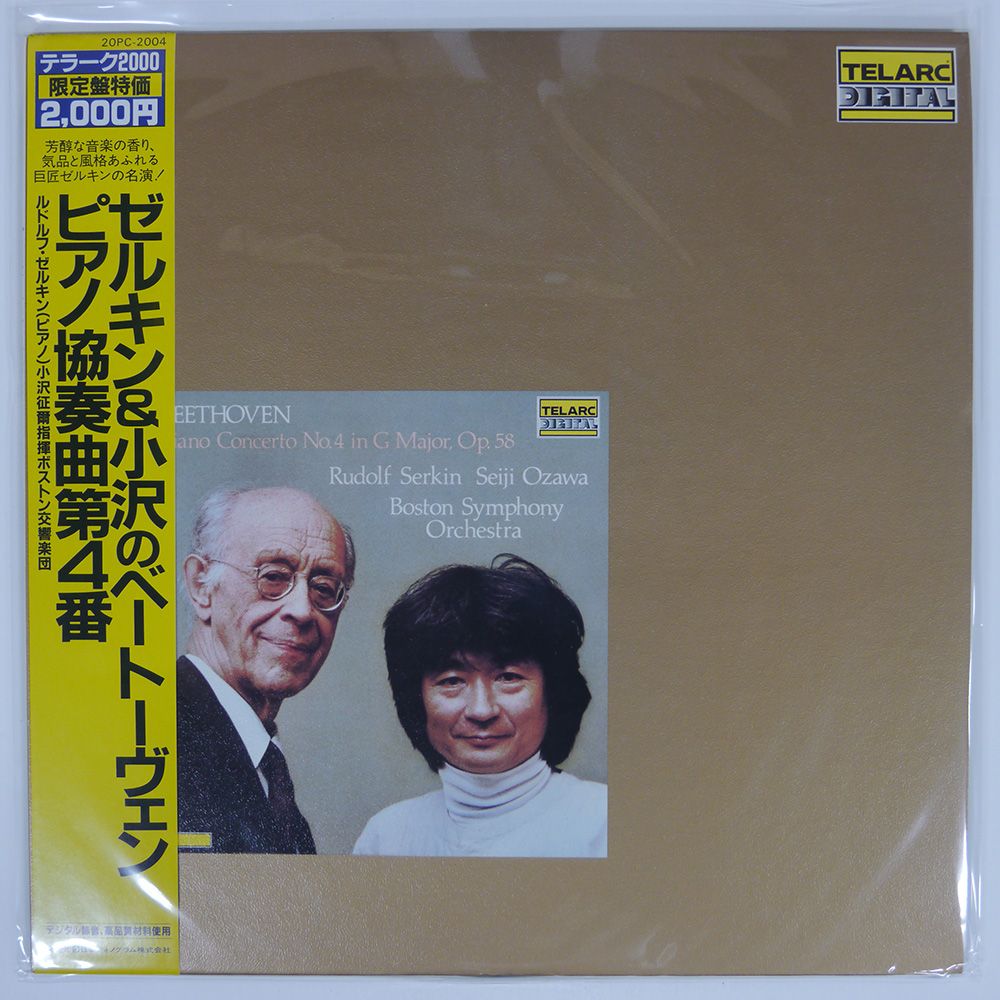 20PC-2004
テラーク2000
限定盤特価
2,000円
芳醇な音楽の香り、
気品と風格あふれる
巨匠ゼルキンの名演！
ゼルキン&小沢のベートーヴェン
ピアノ協奏曲第4番
ルドルフ・ゼルキン(ピアノ)小沢征爾指揮ボストン交響楽団
デジタル録音、高品質材料使用
株式会社
TELARC
DIGITAL
EETHOVEN
iano Concerto No.4 in G Major, Op.58
TELARC
DIGITAL
Rudolf Serkin Seiji Ozawa
Boston Symphony
Orchestra